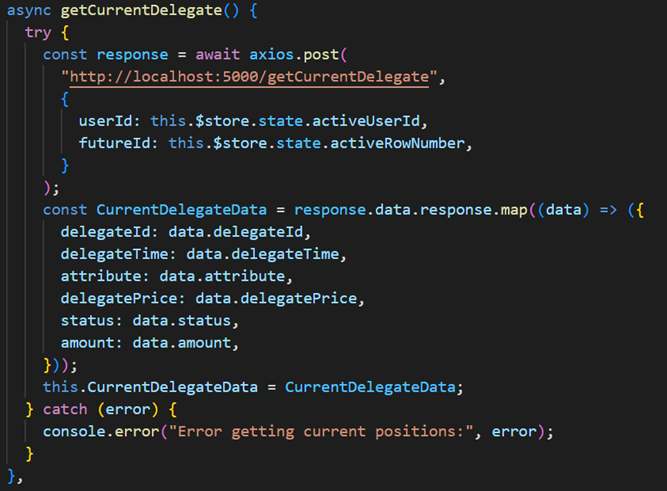 async getCurrentDelegate() {
  try {
    const response = await axios.post(
      "http://localhost:5000/getCurrentDelegate",
      {
        userId: this.$store.state.activeUserId,
        futureId: this.$store.state.activeRowNumber,
      }
    );
    const CurrentDelegateData = response.data.response.map((data) => ({
      delegateId: data.delegateId,
      delegateTime: data.delegateTime,
      attribute: data.attribute,
      delegatePrice: data.delegatePrice,
      status: data.status,
      amount: data.amount,
    }));
    this.CurrentDelegateData = CurrentDelegateData;
  } catch (error) {
    console.error("Error getting current positions:", error);
  }
},